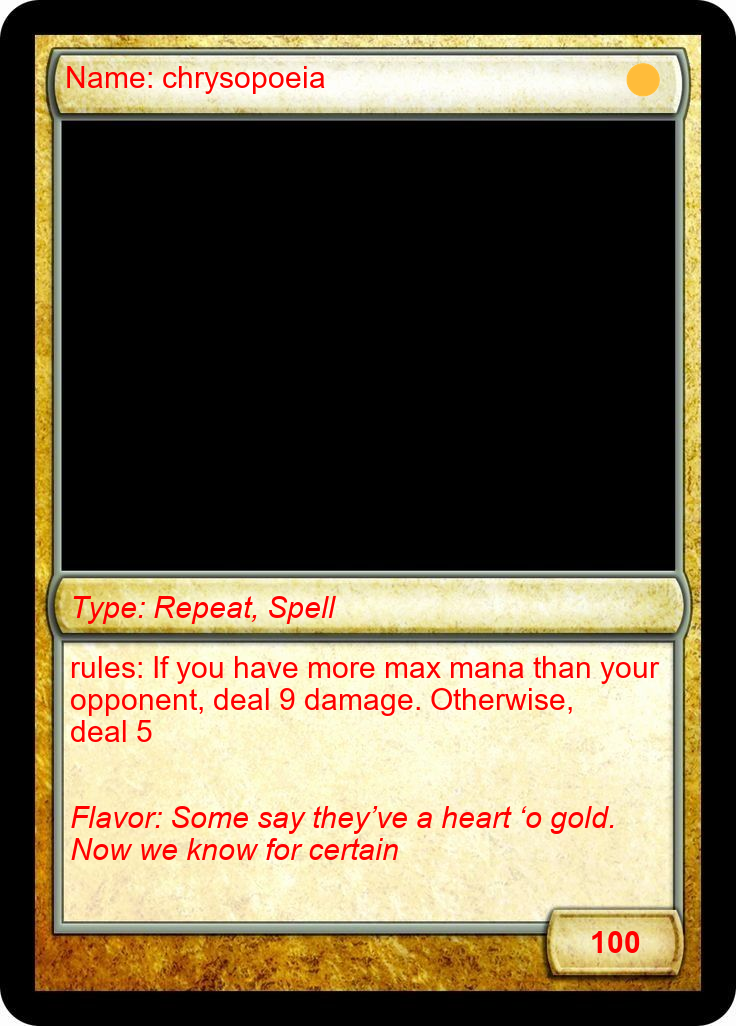 Name: chrysopoeia
Type: Repeat, Spell
rules: If you have more max mana than your
opponent, deal 9 damage. Otherwise,
deal 5
Flavor: Some say they’ve a heart ‘o gold.
Now we know for certain
100